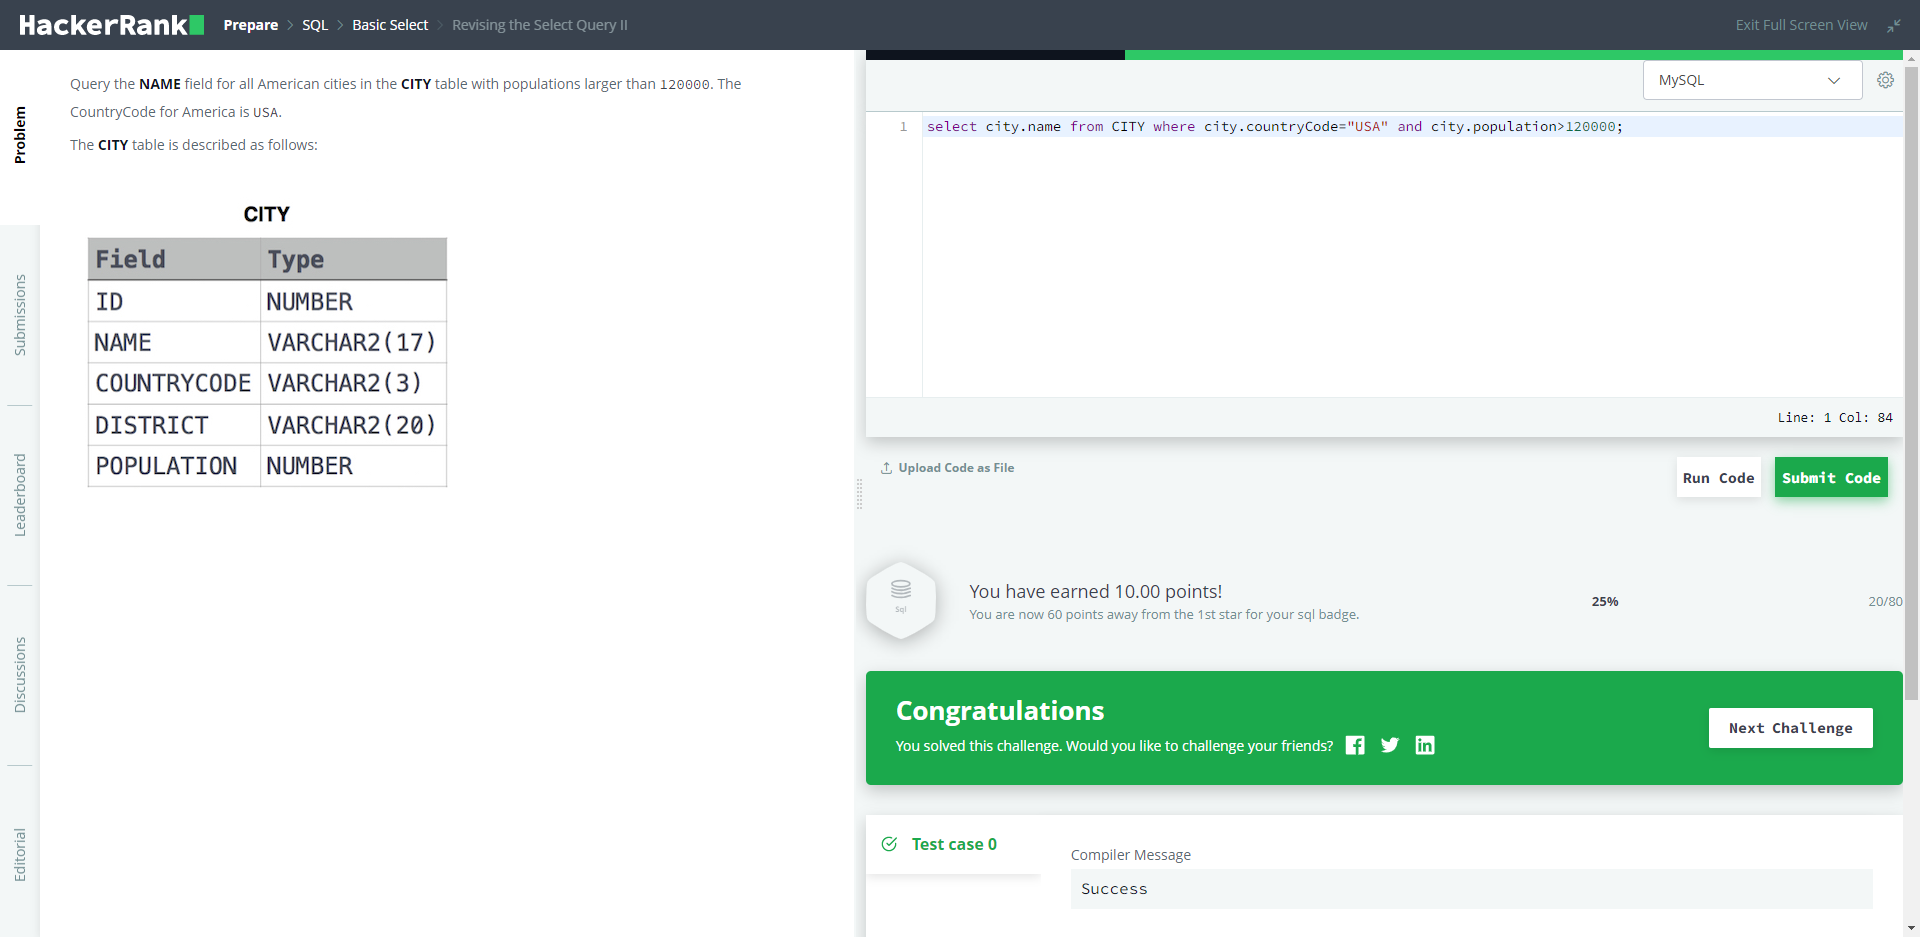 HackerRank
Prepare > SQL > Basic Select > Revising the Select Query II
Exit Full Screen View
Problem
Submissions
Leaderboard
Discussions
Editorial
Query the NAME field for all American cities in the CITY table with populations larger than 120000. The
CountryCode for America is USA.
The CITY table is described as follows:
CITY
Field Type
ID NUMBER
NAME VARCHAR2(17)
COUNTRYCODE VARCHAR2(3)
DISTRICT VARCHAR2(20)
POPULATION NUMBER
MySQL
1 select city.name from CITY where city.countryCode="USA" and city.population>120000;
Line: 1 Col: 84
Upload Code as File
Run Code
Submit Code
Sql
You have earned 10.00 points!
You are now 60 points away from the 1st star for your sql badge.
25%
20/80
Congratulations
You solved this challenge. Would you like to challenge your friends?
Next Challenge
Test case 0
Compiler Message
Success